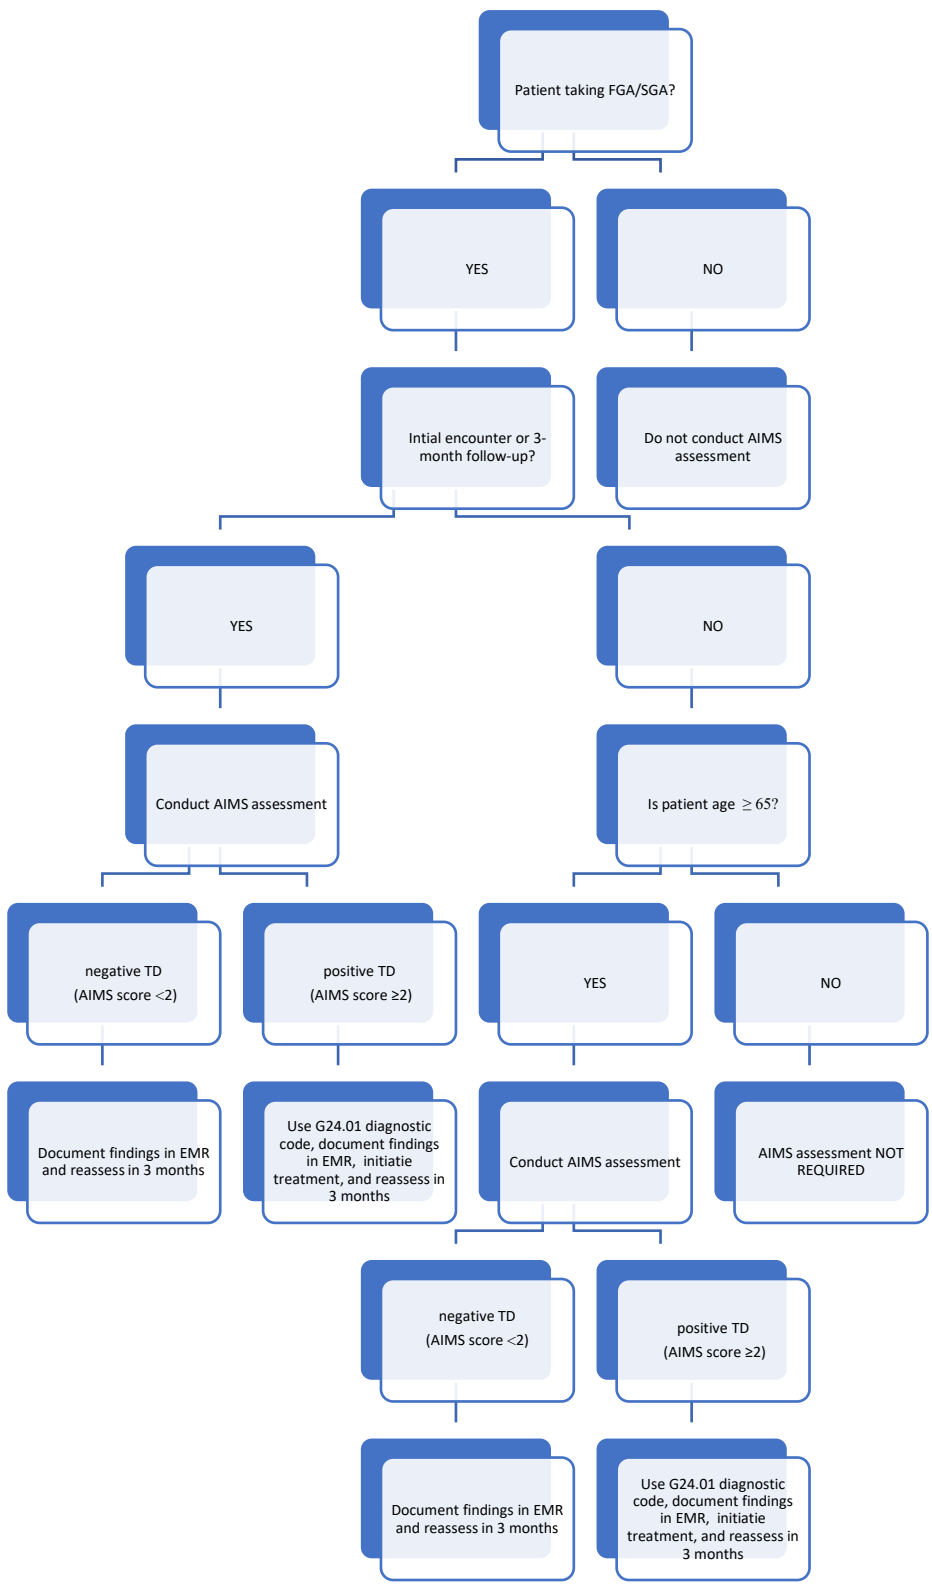 Patient taking FGA/SGA?
YES
NO
Intial encounter or 3-
month follow-up?
Do not conduct AIMS
assessment
YES
NO
Conduct AIMS assessment
Is patient age ≥ 65?
negative TD
(AIMS score <2)
positive TD
(AIMS score ≥2)
YES
NO
Document findings in EMR
and reassess in 3 months
Use G24.01 diagnostic
code, document findings
in EMR, initiatie
treatment, and reassess in
3 months
Conduct AIMS assessment
AIMS assessment NOT
REQUIRED
negative TD
(AIMS score <2)
positive TD
(AIMS score ≥2)
Document findings in EMR
and reassess in 3 months
Use G24.01 diagnostic
code, document findings
in EMR, initiatie
treatment, and reassess in
3 months